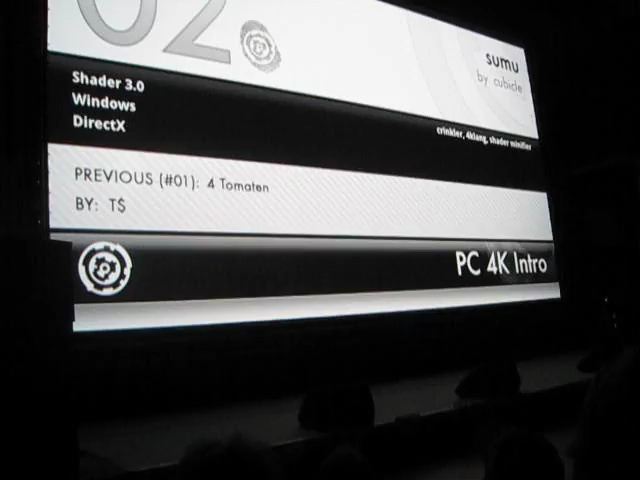 02
sumu
by cubicle
Shader 3.0
Windows
DirectX
crinkler, 4klang, shader minifier
PREVIOUS (#01): 4 Tomaten
BY: T$
PC 4K Intro